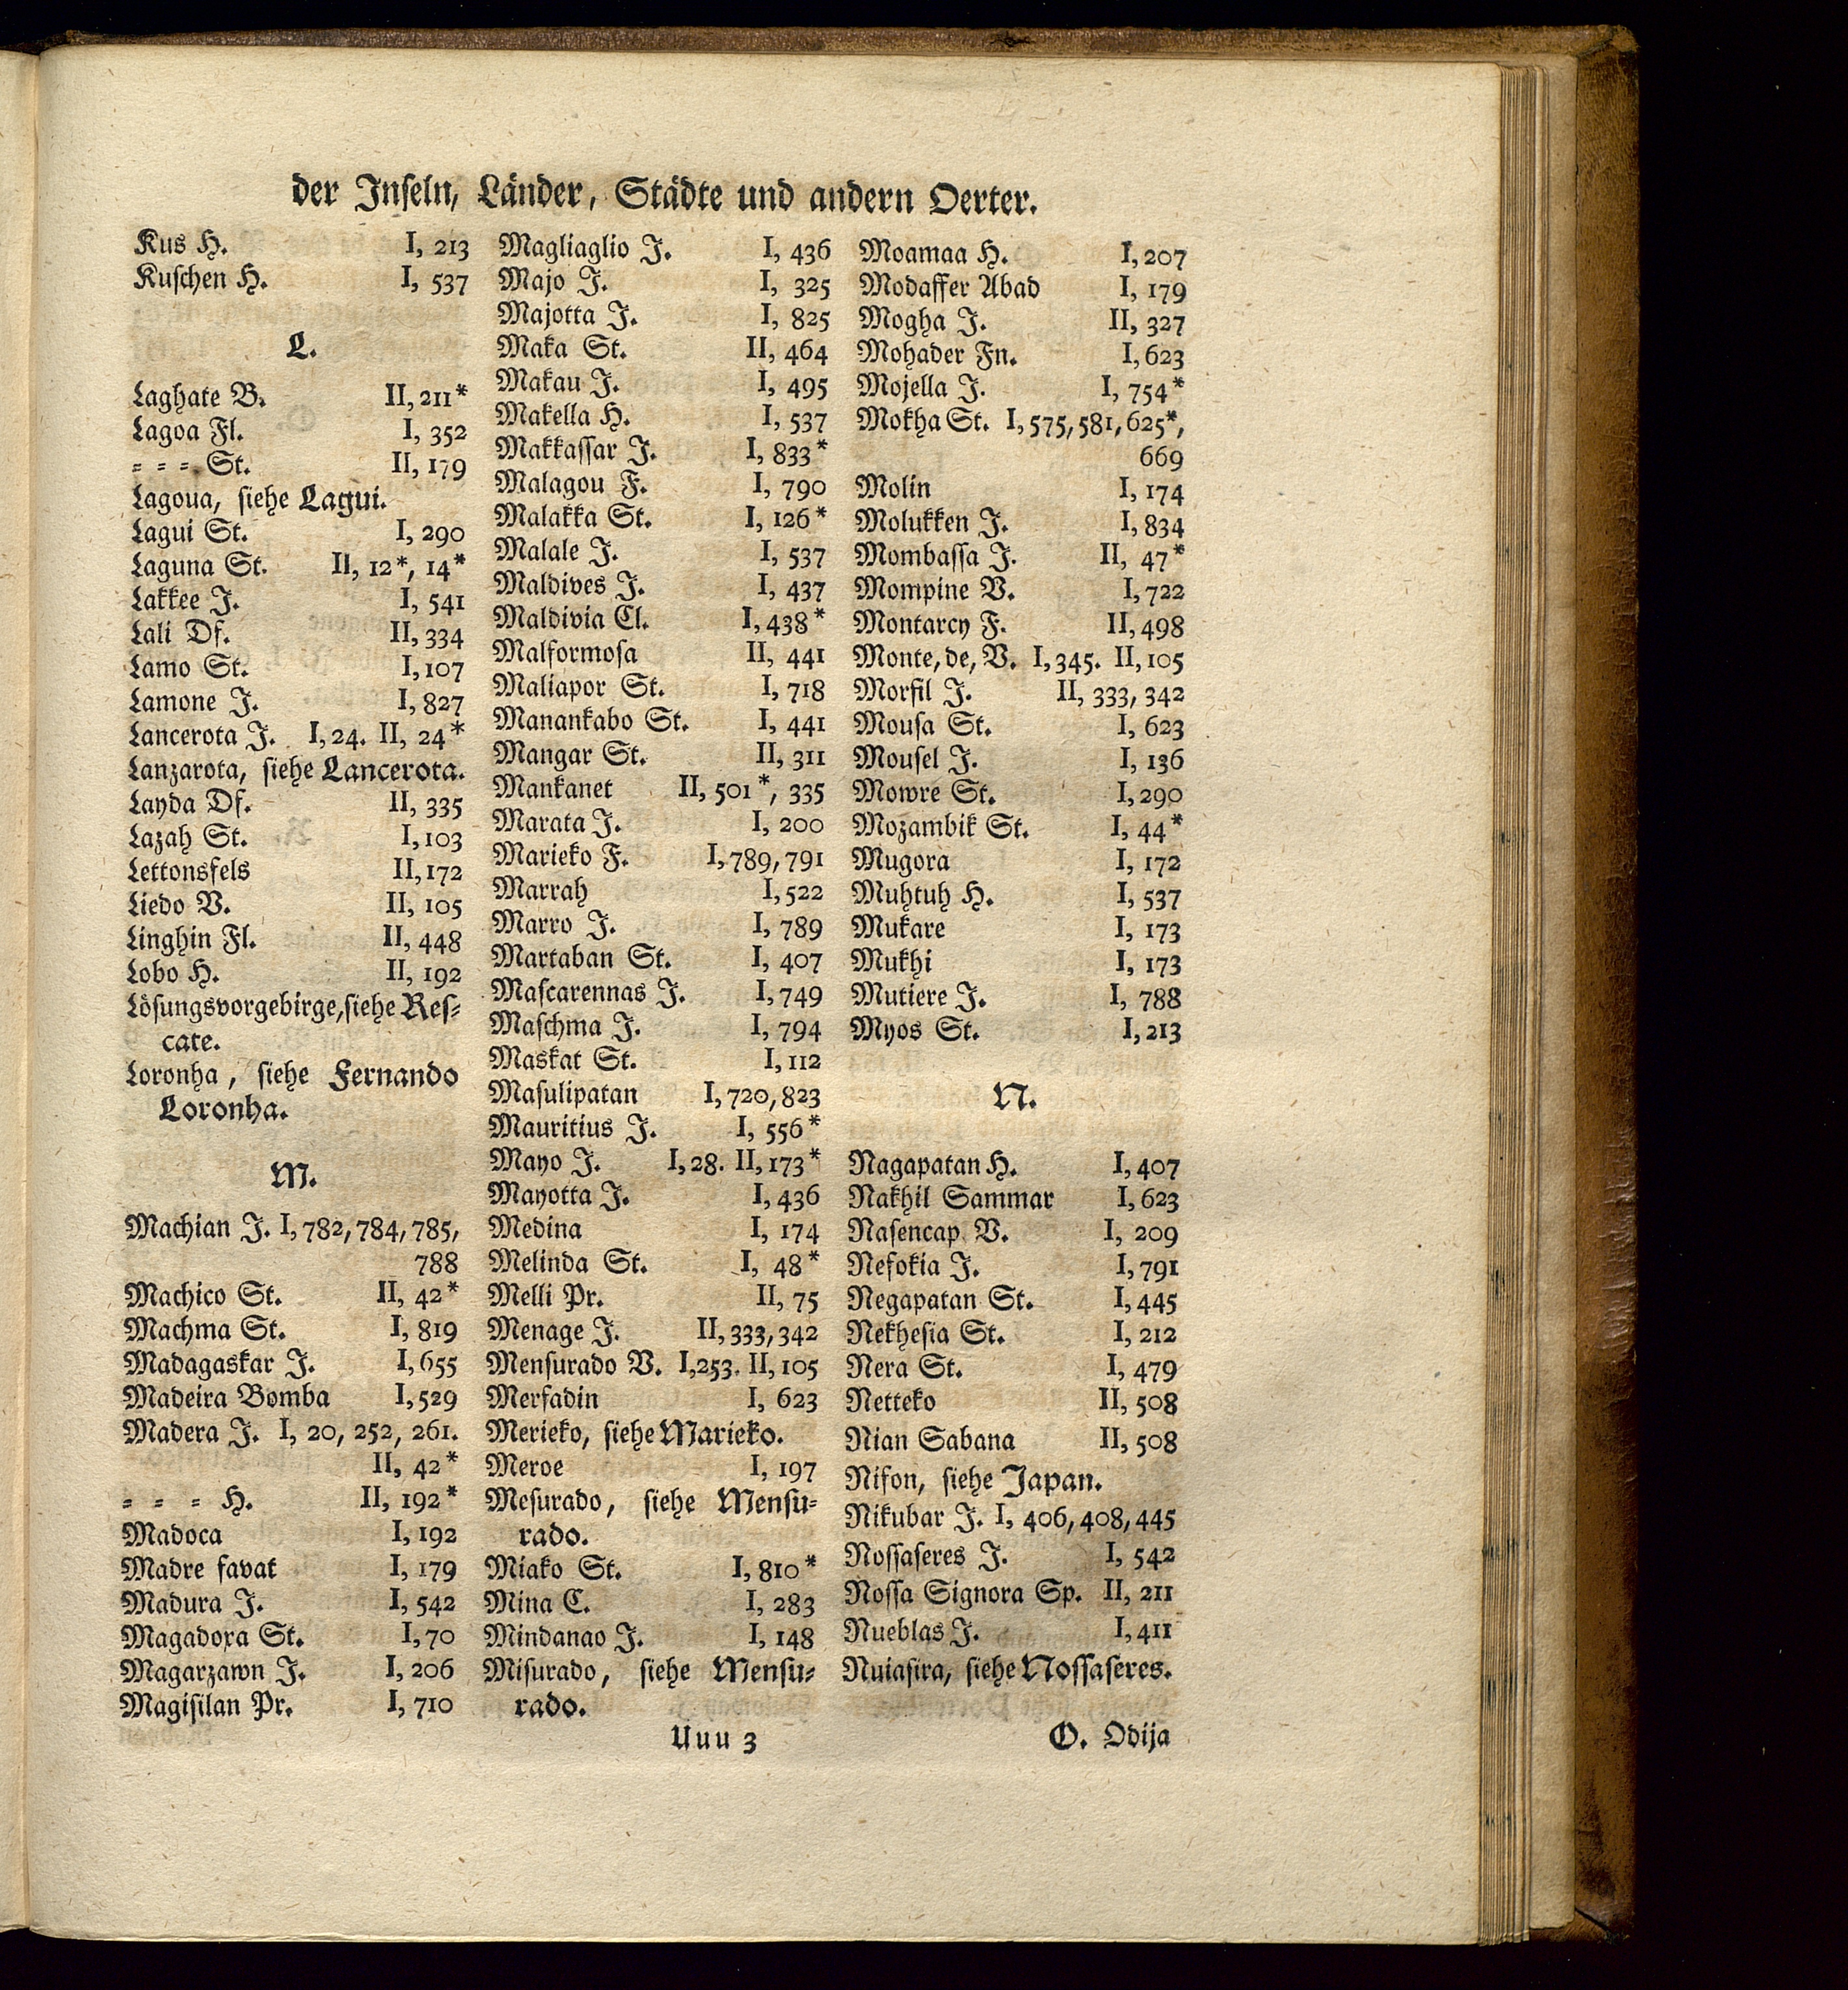 der Inſeln, Länder, Städte und andern Oerter.
Kus H. I, 213
Kuſchen H. I, 537
L.
Laghate B. II, 211*
Lagoa Fl. I, 352
= = = St. II, 179
Lagoua, ſiehe Lagui.
Lagui St. I, 290
Laguna St. II, 12*, 14*
Lakkee J. I, 541
Lali Df. II, 334
Lamo St. I, 107
Lamone J. I, 827
Lancerota J. I, 24. II, 24*
Lanzarota, ſiehe Lancerota.
Layda Df. II, 335
Lazah St. I, 103
Lettonsfels II, 172
Liedo V. II, 105
Linghin Fl. II, 448
Lobo H. II, 192
Löſungsvorgebirge, ſiehe Reſ=
cate.
Loronha, ſiehe Fernando
Loronha.
M.
Machian J. I, 782, 784, 785,
788
Machico St. II, 42*
Machma St. I, 819
Madagaskar J. I, 655
Madeira Bomba I, 529
Madera J. I, 20, 252, 261.
II, 42*
= = = H. II, 192*
Madoca I, 192
Madre favat I, 179
Madura J. I, 542
Magadoxa St. I, 70
Magarzawn J. I, 206
Magiſilan Pr. I, 710
Magliaglio J. I, 436
Majo J. I, 325
Majotta J. I, 825
Maka St. II, 464
Makau J. I, 495
Makella H. I, 537
Makkaſſar J. I, 833*
Malagou F. I, 790
Malakka St. I, 126*
Malale J. I, 537
Maldives J. I, 437
Maldivia Cl. I, 438*
Malformoſa II, 441
Maliapor St. I, 718
Manankabo St. I, 441
Mangar St. II, 311
Mankanet II, 501*, 335
Marata J. I, 200
Marieko F. I, 789, 791
Marrah I, 522
Marro J. I, 789
Martaban St. I, 407
Maſcarennas J. I, 749
Maſchma J. I, 794
Maskat St. I, 112
Maſulipatan I, 720, 823
Mauritius J. I, 556*
Mayo J. I, 28. II, 173*
Mayotta J. I, 436
Medina I, 174
Melinda St. I, 48*
Melli Pr. II, 75
Menage J. II, 333, 342
Menſurado V. I, 253. II, 105
Merfadin I, 623
Merieko, ſiehe Marieko.
Meroe I, 197
Meſurado, ſiehe Menſu=
rado.
Miako St. I, 810*
Mina C. I, 283
Mindanao J. I, 148
Miſurado, ſiehe Menſu=
rado.
Moamaa H. I, 207
Modaffer Abad I, 179
Mogha J. II, 327
Mohader Fn. I, 623
Mojella J. I, 754*
Mokha St. I, 575, 581, 625*,
669
Molin I, 174
Molukken J. I, 834
Mombaſſa J. II, 47*
Mompine V. I, 722
Montarcy F. II, 498
Monte, de, V. I, 345. II, 105
Morfil J. II, 333, 342
Mouſa St. I, 623
Mouſel J. I, 136
Mowre St. I, 290
Mozambik St. I, 44*
Mugora I, 172
Muhtuh H. I, 537
Mukare I, 173
Mukhi I, 173
Mutiere J. I, 788
Myos St. I, 213
N.
Nagapatan H. I, 407
Nakhil Sammar I, 623
Naſencap V. I, 209
Nefokia J. I, 791
Negapatan St. I, 445
Nekheſia St. I, 212
Nera St. I, 479
Netteko II, 508
Nian Sabana II, 508
Nifon, ſiehe Japan.
Nikubar J. I, 406, 408, 445
Noſſaſeres J. I, 542
Noſſa Signora Sp. II, 211
Nueblas J. I, 411
Nuiaſira, ſiehe Noſſaſeres.
Uuu 3
O. Odija